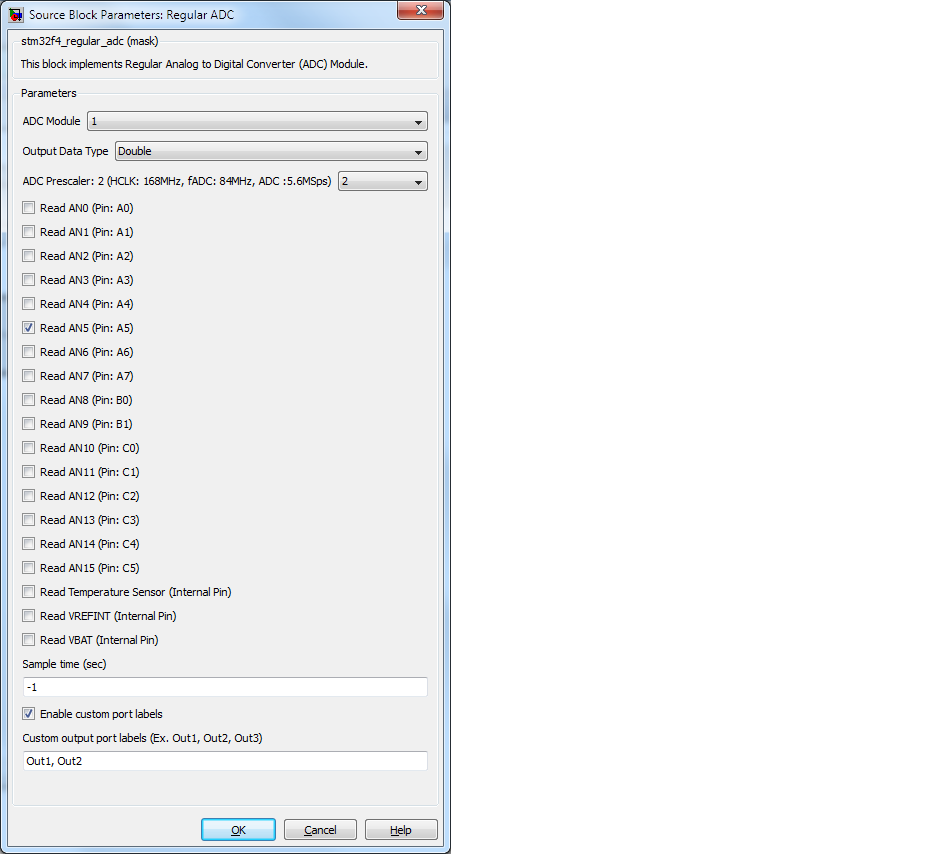 Source Block Parameters: Regular ADC
stm32f4_regular_adc (mask)
This block implements Regular Analog to Digital Converter (ADC) Module.
Parameters
ADC Module 1
Output Data Type Double
ADC Prescaler: 2 (HCLK: 168MHz, fADC: 84MHz, ADC :5.6MSps) 2
Read AN0 (Pin: A0)
Read AN1 (Pin: A1)
Read AN2 (Pin: A2)
Read AN3 (Pin: A3)
Read AN4 (Pin: A4)
Read AN5 (Pin: A5)
Read AN6 (Pin: A6)
Read AN7 (Pin: A7)
Read AN8 (Pin: B0)
Read AN9 (Pin: B1)
Read AN10 (Pin: C0)
Read AN11 (Pin: C1)
Read AN12 (Pin: C2)
Read AN13 (Pin: C3)
Read AN14 (Pin: C4)
Read AN15 (Pin: C5)
Read Temperature Sensor (Internal Pin)
Read VREFINT (Internal Pin)
Read VBAT (Internal Pin)
Sample time (sec)
-1
Enable custom port labels
Custom output port labels (Ex. Out1, Out2, Out3)
Out1, Out2
OK Cancel Help